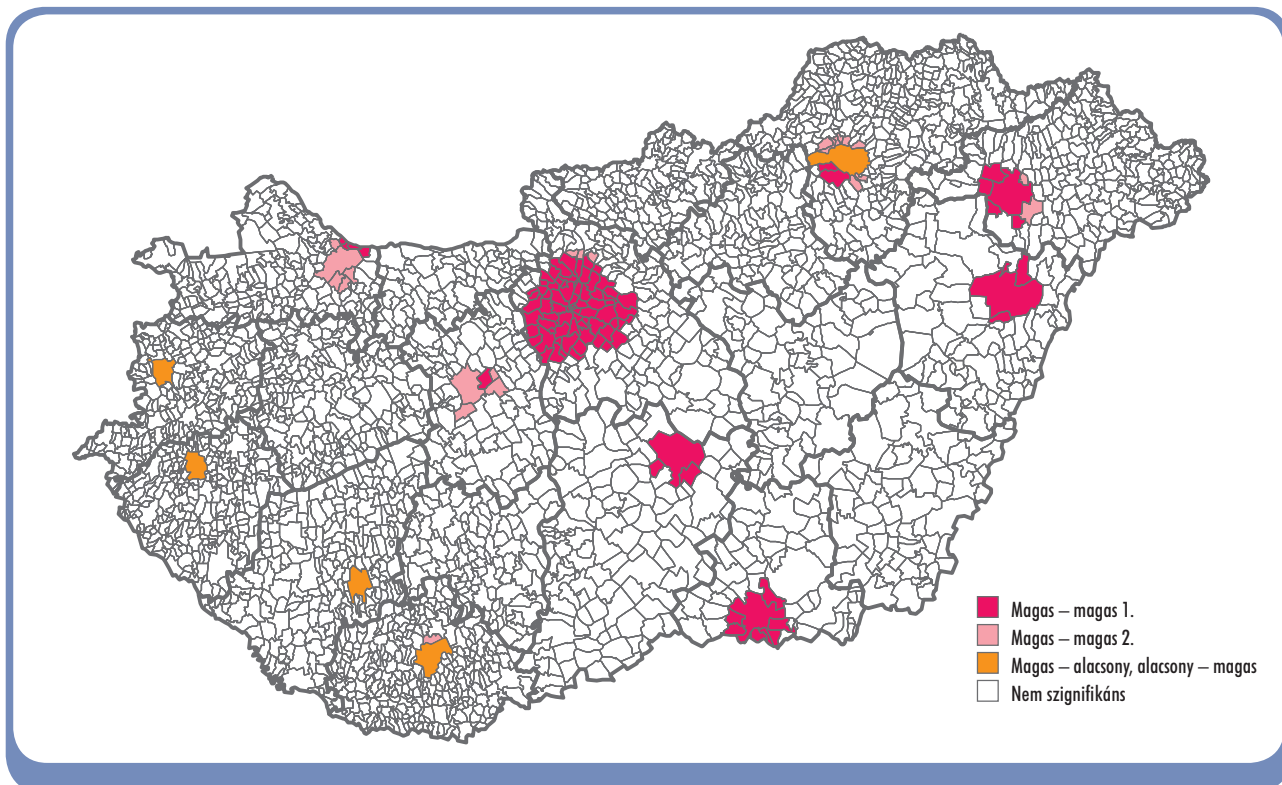 Magas – magas 1.
Magas – magas 2.
Magas – alacsony, alacsony – magas
Nem szignifikáns